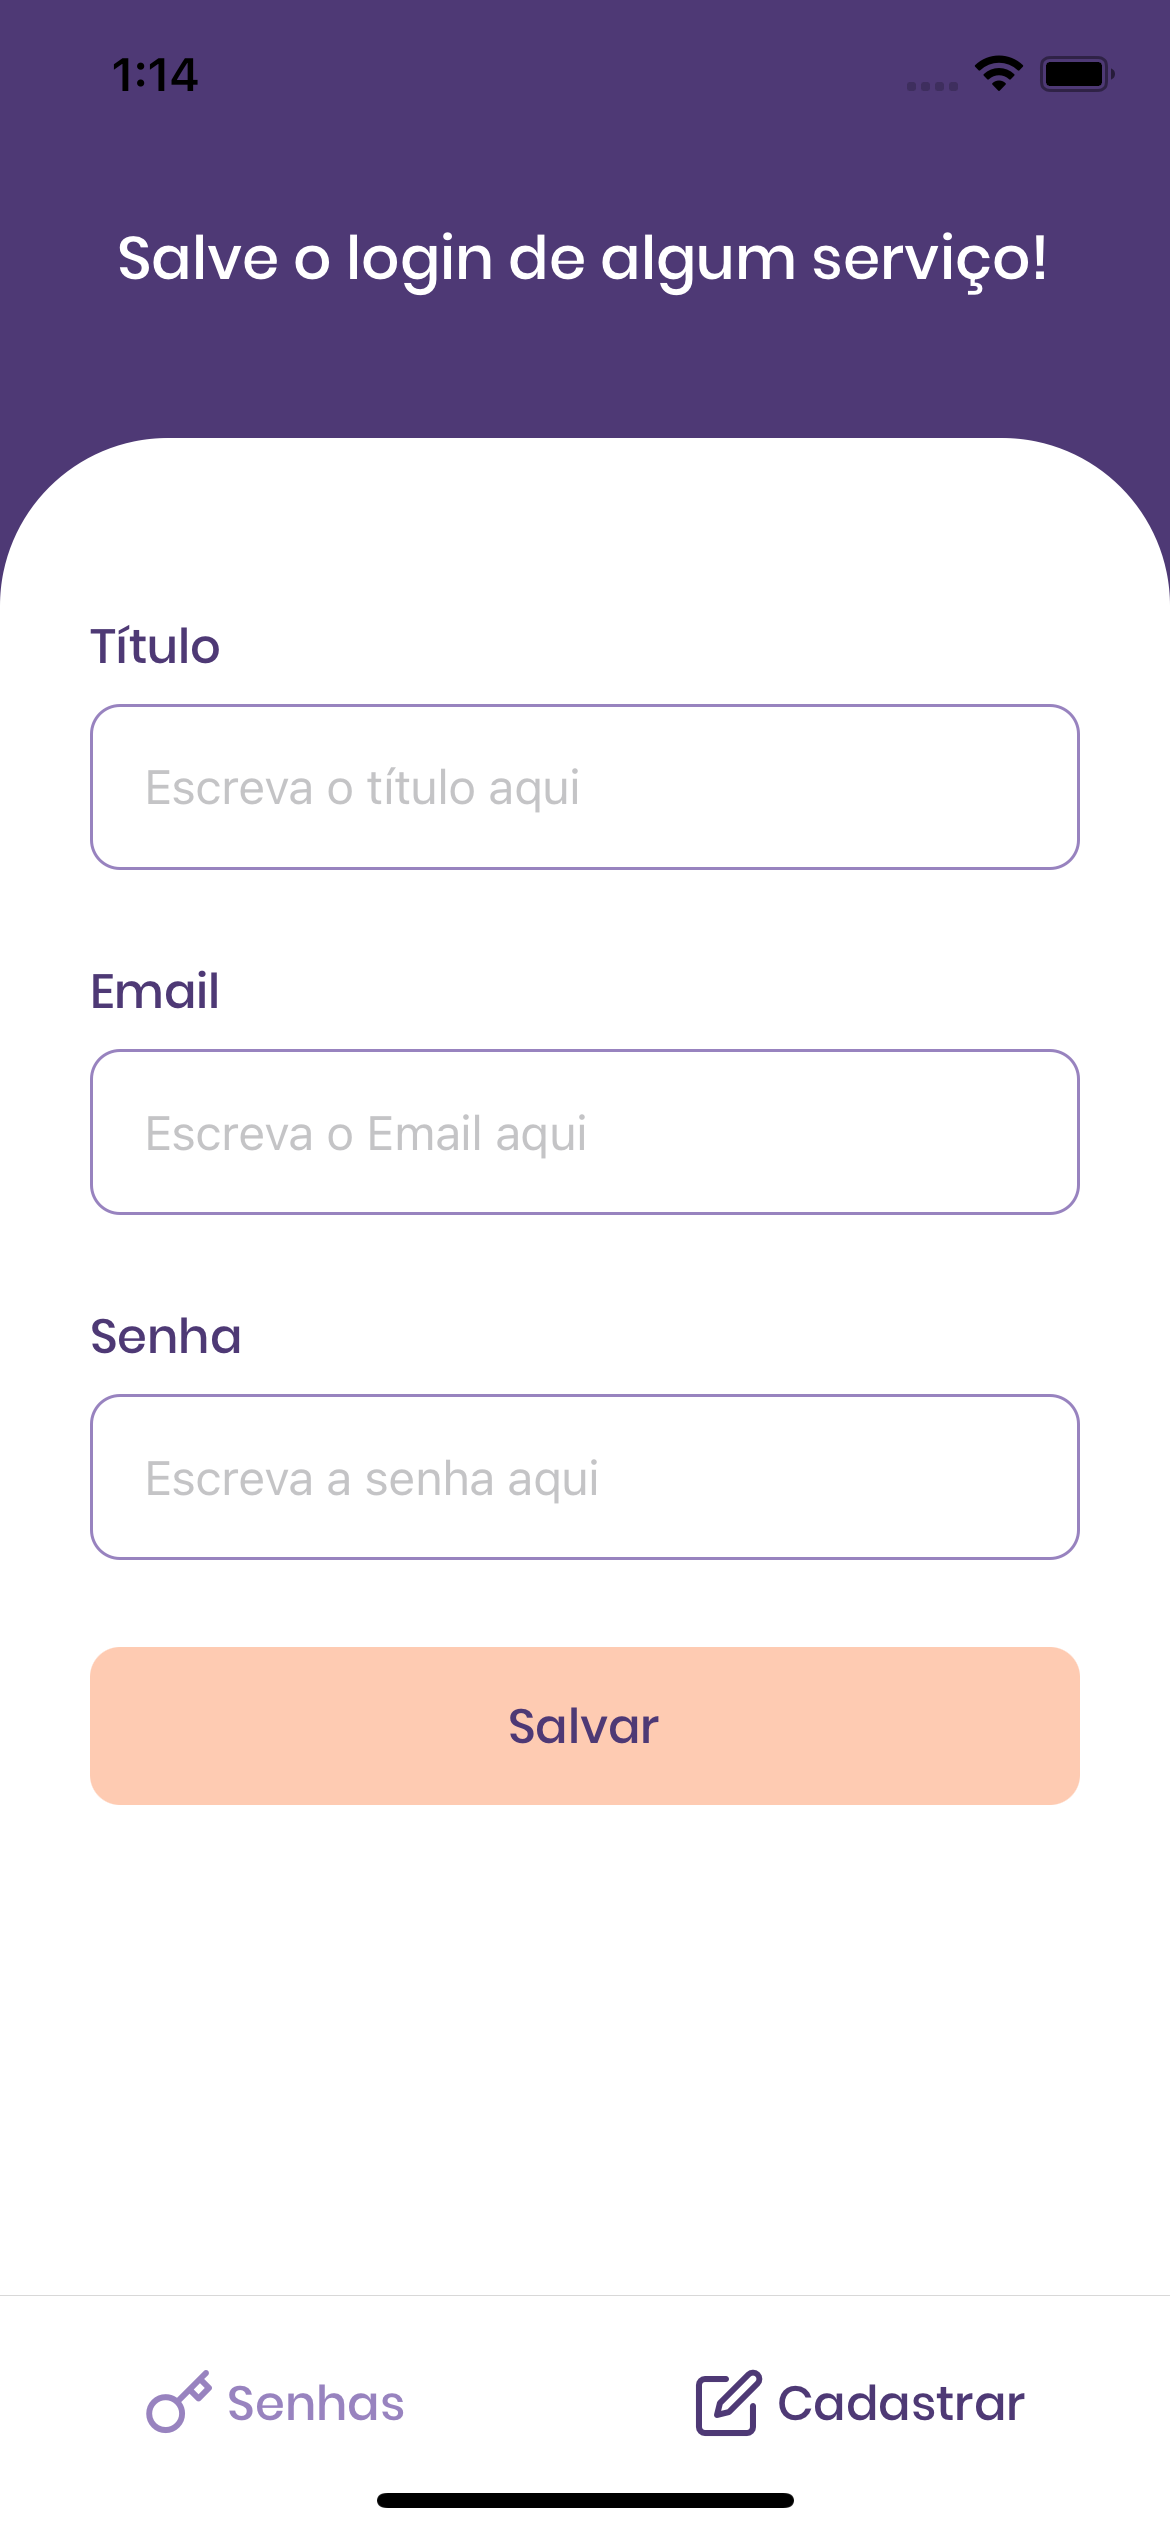 1:14
Salve o login de algum serviço!
Título
Escreva o título aqui
Email
Escreva o Email aqui
Senha
Escreva a senha aqui
Salvar
Senhas
Cadastrar